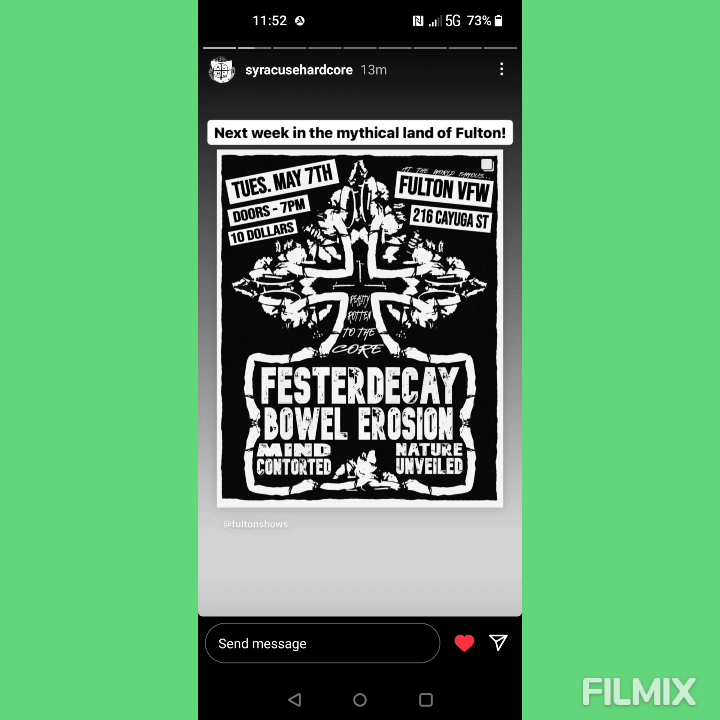 11:52
5G 73%
syracusehardcore 13m
Next week in the mythical land of Fulton!
TUES. MAY 7TH
DOORS - 7PM
10 DOLLARS
AT THE WORLD FAMOUS...
FULTON VFW
216 CAYUGA ST
REALITY
ROTTEN
TO THE
CORE
FESTERDECAY
BOWEL EROSION
MIND
CONTORTED
NATURE
UNVEILED
@fultonshows
Send message
FILMIX